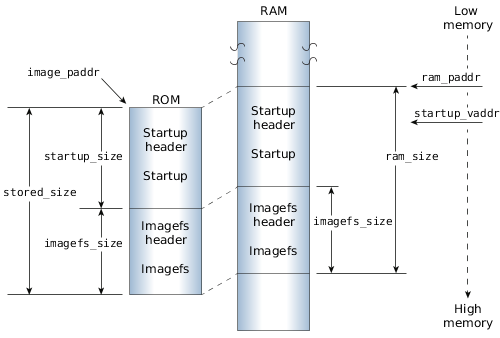 RAM
Low
memory
image_paddr
ram_paddr
ROM
startup_vaddr
Startup
header
Startup
header
Startup
startup_size
ram_size
Startup
stored_size
Imagefs
header
imagefs_size
Imagefs
header
imagefs_size
Imagefs
Imagefs
High
memory